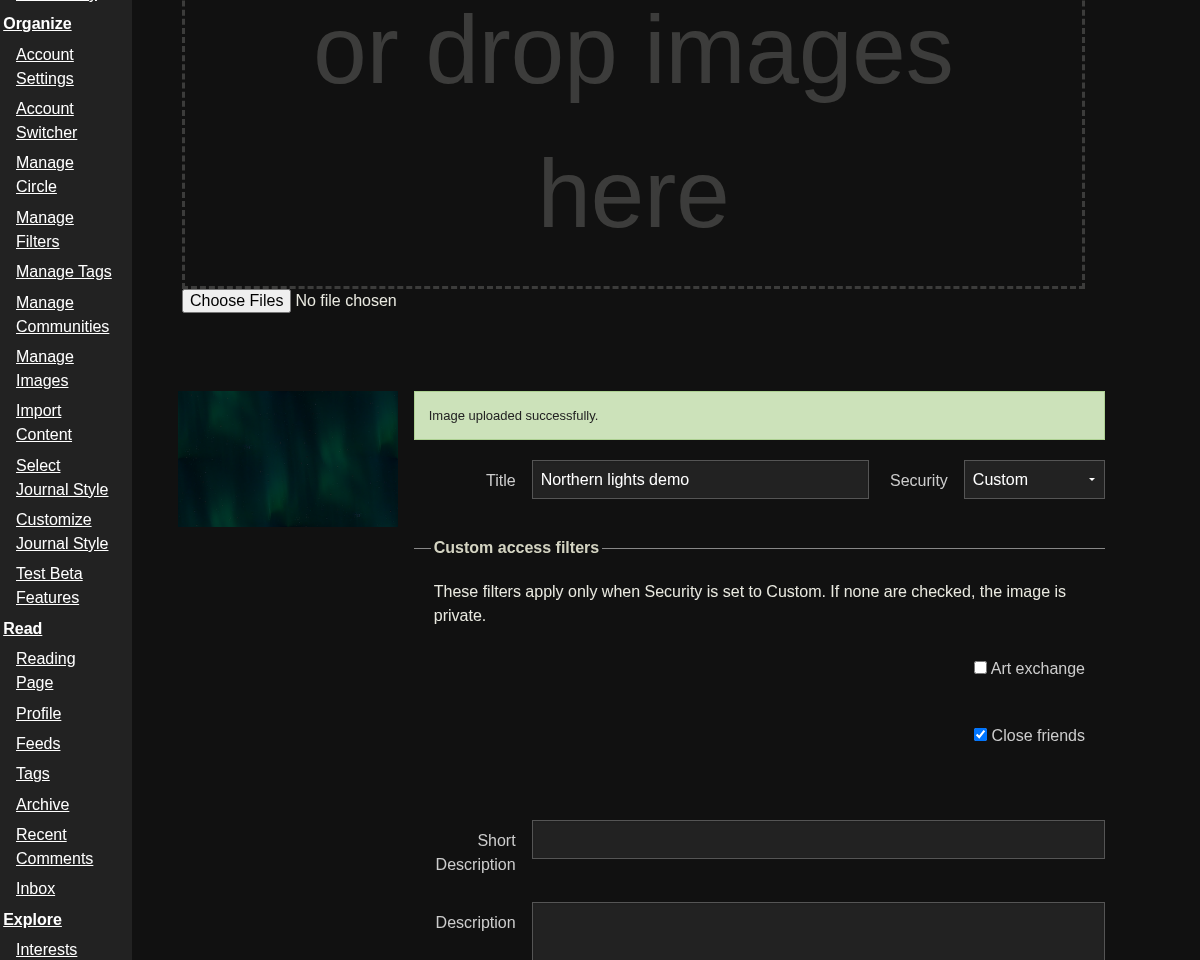 Organize
Account
Settings
Account
Switcher
Manage
Circle
Manage
Filters
Manage Tags
Manage
Communities
Manage
Images
Import
Content
Select
Journal Style
Customize
Journal Style
Test Beta
Features
Read
Reading
Page
Profile
Feeds
Tags
Archive
Recent
Comments
Inbox
Explore
Interests
or drop images
here
Choose Files No file chosen
Image uploaded successfully.
Title Northern lights demo Security Custom
Custom access filters
These filters apply only when Security is set to Custom. If none are checked, the image is
private.
Art exchange
Close friends
Short
Description
Description